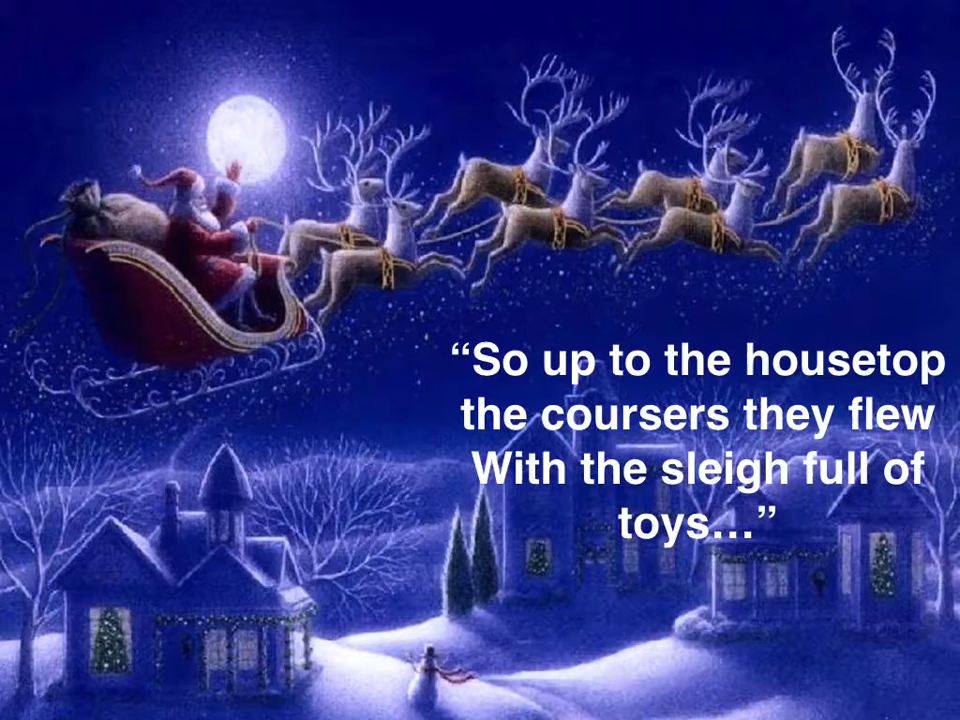 “So up to the housetop
the coursers they flew
With the sleigh full of
toys…”